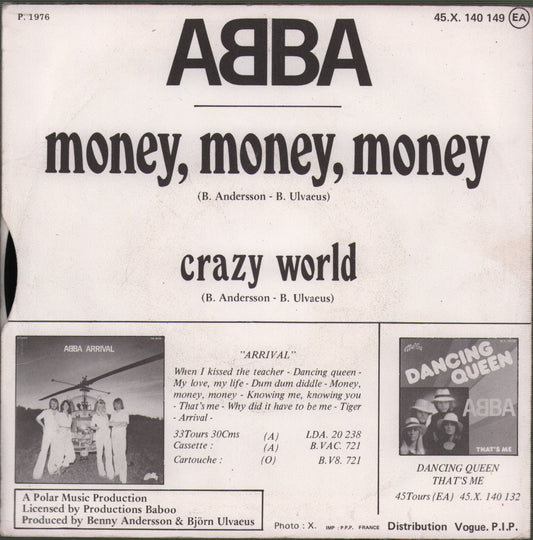 P. 1976
45.X. 140 149 EA
ABBA
money, money, money
(B. Andersson - B. Ulvaeus)
crazy world
(B. Andersson - B. Ulvaeus)
ABBA ARRIVAL
"ARRIVAL"
When I kissed the teacher - Dancing queen -
My love, my life - Dum dum diddle - Money,
money, money - Knowing me, knowing you
- That's me - Why did it have to be me - Tiger
- Arrival -
33Tours 30Cms (A) LDA. 20 238
Cassette : (A) B.VAC. 721
Cartouche : (O) B.V8. 721
DANCING
QUEEN
ABBA
THAT'S ME
DANCING QUEEN
THAT'S ME
45Tours (EA) 45.X. 140 132
A Polar Music Production
Licensed by Productions Baboo
Produced by Benny Andersson & Björn Ulvaeus
Photo : X. IMP : P.P.P. FRANCE Distribution Vogue. P.I.P.